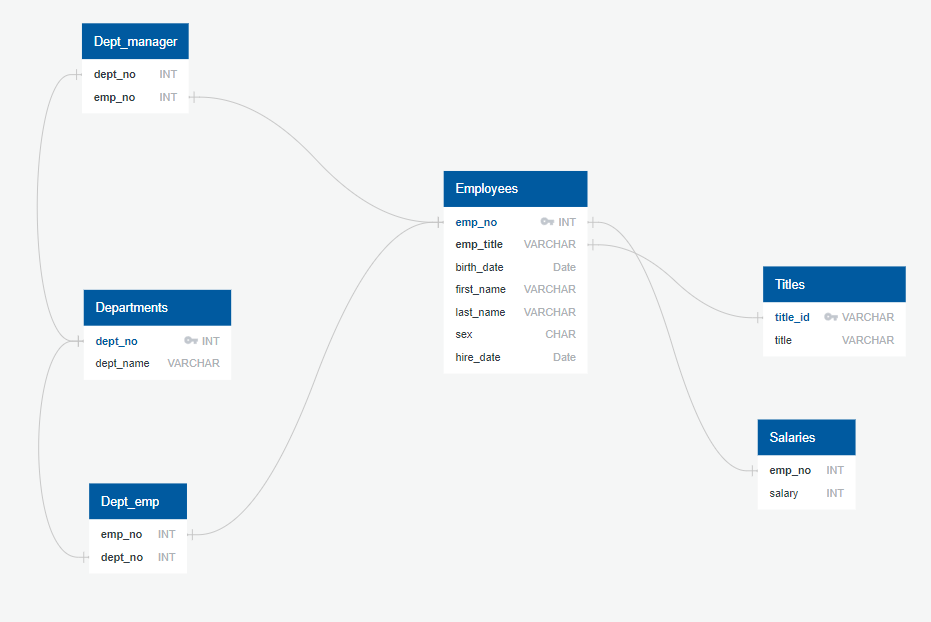 Dept_manager
dept_no INT
emp_no INT
Employees
emp_no INT
emp_title VARCHAR
birth_date Date
first_name VARCHAR
last_name VARCHAR
sex CHAR
hire_date Date
Titles
title_id VARCHAR
title VARCHAR
Departments
dept_no INT
dept_name VARCHAR
Salaries
emp_no INT
salary INT
Dept_emp
emp_no INT
dept_no INT